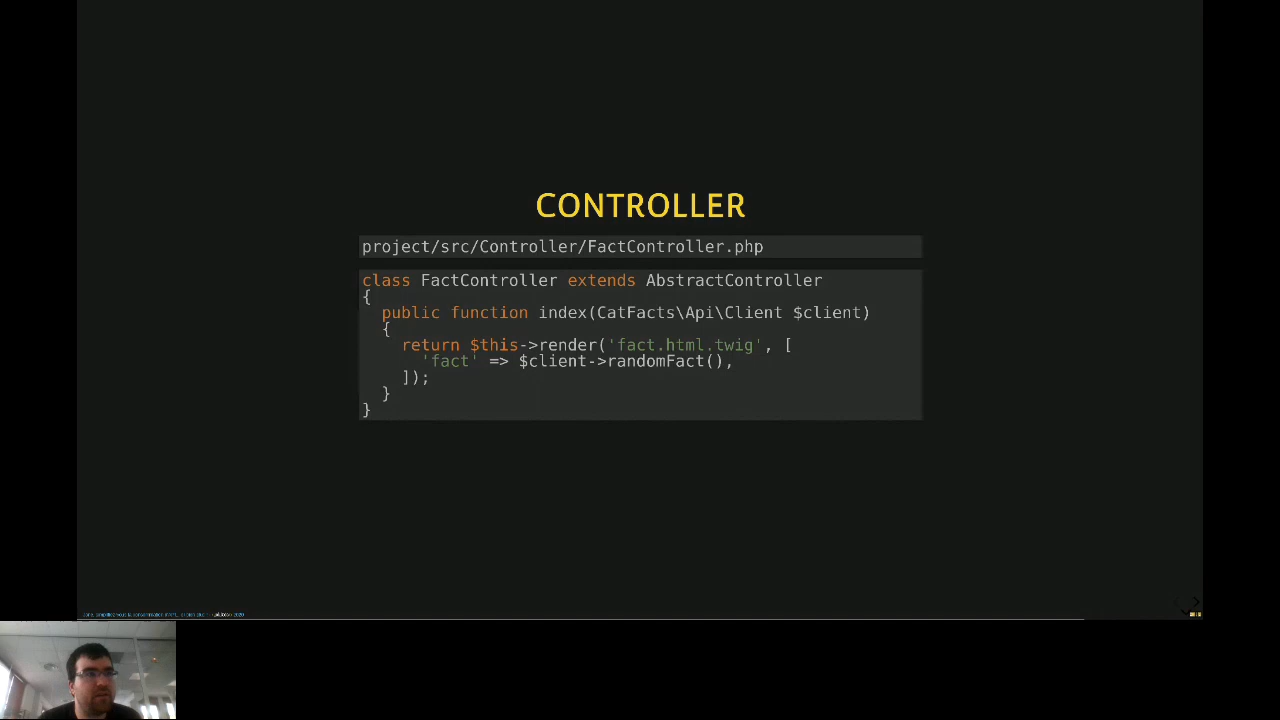 CONTROLLER
project/src/Controller/FactController.php
class FactController extends AbstractController
{
public function index(CatFacts\Api\Client $client)
{
return $this->render('fact.html.twig', [
'fact' => $client->randomFact(),
]);
}
}